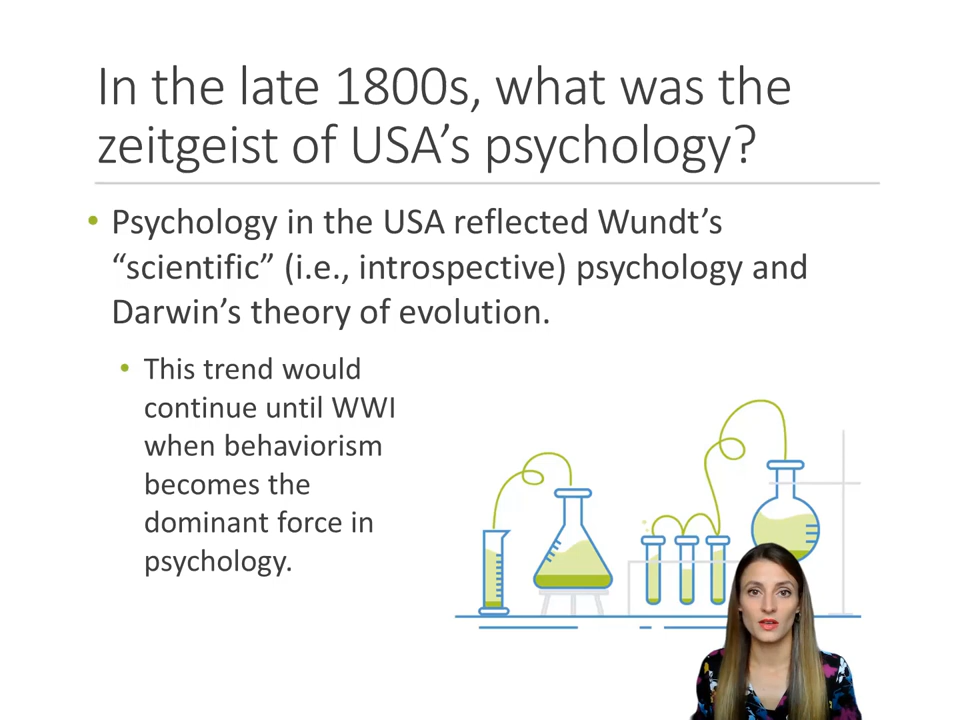 In the late 1800s, what was the
zeitgeist of USA’s psychology?
• Psychology in the USA reflected Wundt’s
“scientific” (i.e., introspective) psychology and
Darwin’s theory of evolution.
• This trend would
continue until WWI
when behaviorism
becomes the
dominant force in
psychology.